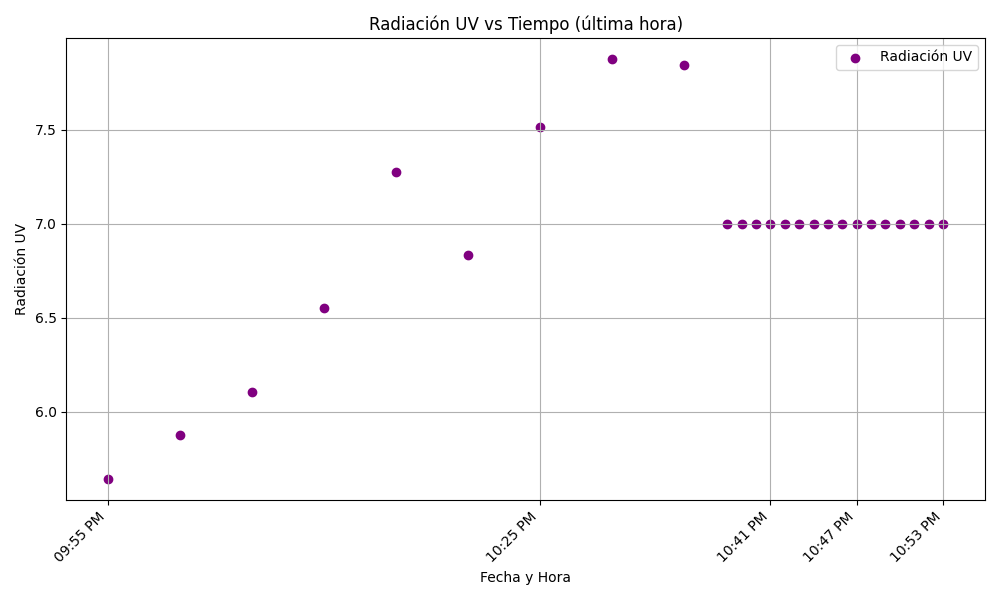 Radiación UV vs Tiempo (última hora)
Radiación UV
Radiación UV
7.5
7.0
6.5
6.0
09:55 PM
10:25 PM
10:41 PM
10:47 PM
10:53 PM
Fecha y Hora